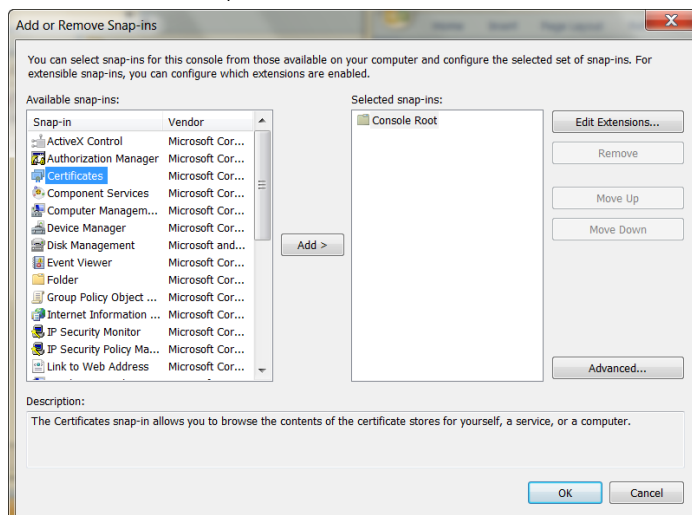 Add or Remove Snap-ins
You can select snap-ins for this console from those available on your computer and configure the selected set of snap-ins. For
extensible snap-ins, you can configure which extensions are enabled.
Available snap-ins:
Selected snap-ins:
Snap-in Vendor
ActiveX Control Microsoft Cor...
Authorization Manager Microsoft Cor...
Certificates Microsoft Cor...
Component Services Microsoft Cor...
Computer Managem... Microsoft Cor...
Device Manager Microsoft Cor...
Disk Management Microsoft and...
Event Viewer Microsoft Cor...
Folder Microsoft Cor...
Group Policy Object ... Microsoft Cor...
Internet Information ... Microsoft Cor...
IP Security Monitor Microsoft Cor...
IP Security Policy Ma... Microsoft Cor...
Link to Web Address Microsoft Cor...
Add >
Console Root
Edit Extensions...
Remove
Move Up
Move Down
Advanced...
Description:
The Certificates snap-in allows you to browse the contents of the certificate stores for yourself, a service, or a computer.
OK Cancel